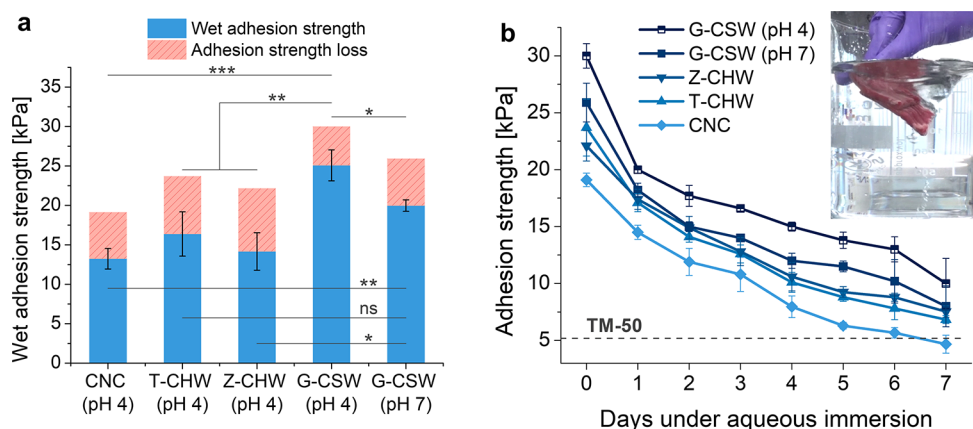 a
Wet adhesion strength
Adhesion strength loss
Wet adhesion strength [kPa]
35
30
25
20
15
10
5
0
***
**
*
**
ns
*
CNC
(pH 4)
T-CHW
(pH 4)
Z-CHW
(pH 4)
G-CSW
(pH 4)
G-CSW
(pH 7)
b
G-CSW (pH 4)
G-CSW (pH 7)
Z-CHW
T-CHW
CNC
Adhesion strength [kPa]
30
25
20
15
10
5
TM-50
0 1 2 3 4 5 6 7
Days under aqueous immersion